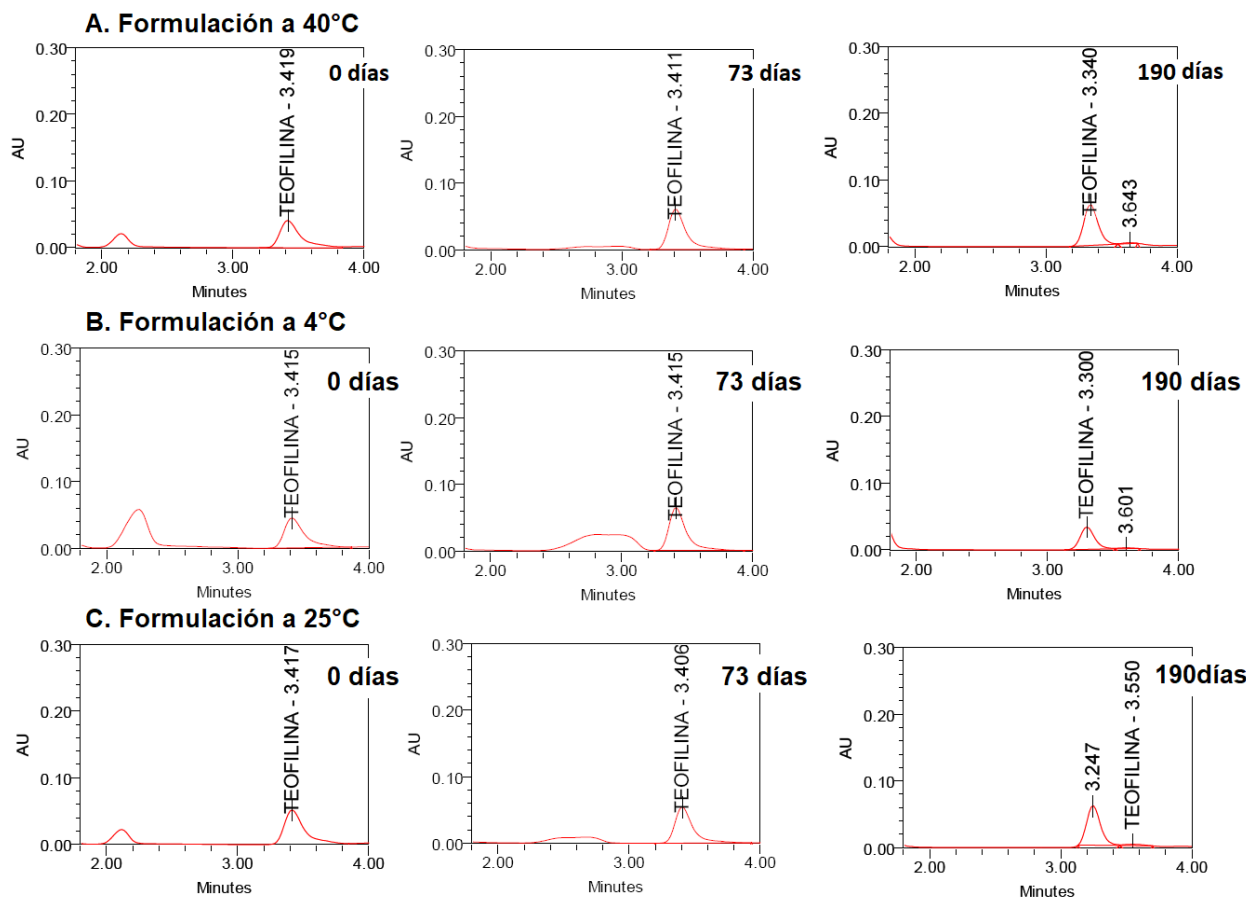 A. Formulación a 40°C
0.30
0.20
0.10
0.00
AU
TEOFILINA - 3.419
0 días
2.00 3.00 4.00
Minutes
0.30
0.20
0.10
0.00
AU
TEOFILINA - 3.411
73 días
2.00 3.00 4.00
Minutes
0.30
0.20
0.10
0.00
AU
TEOFILINA - 3.340
3.643
190 días
2.00 3.00 4.00
Minutes
B. Formulación a 4°C
0.30
0.20
0.10
0.00
AU
TEOFILINA - 3.415
0 días
2.00 3.00 4.00
Minutes
0.30
0.20
0.10
0.00
AU
TEOFILINA - 3.415
73 días
2.00 3.00 4.00
Minutes
0.30
0.20
0.10
0.00
AU
TEOFILINA - 3.300
3.601
190 días
2.00 3.00 4.00
Minutes
C. Formulación a 25°C
0.30
0.20
0.10
0.00
AU
TEOFILINA - 3.417
0 días
2.00 3.00 4.00
Minutes
0.30
0.20
0.10
0.00
AU
TEOFILINA - 3.406
73 días
2.00 3.00 4.00
Minutes
0.30
0.20
0.10
0.00
AU
3.247
TEOFILINA - 3.550
190días
2.00 3.00 4.00
Minutes